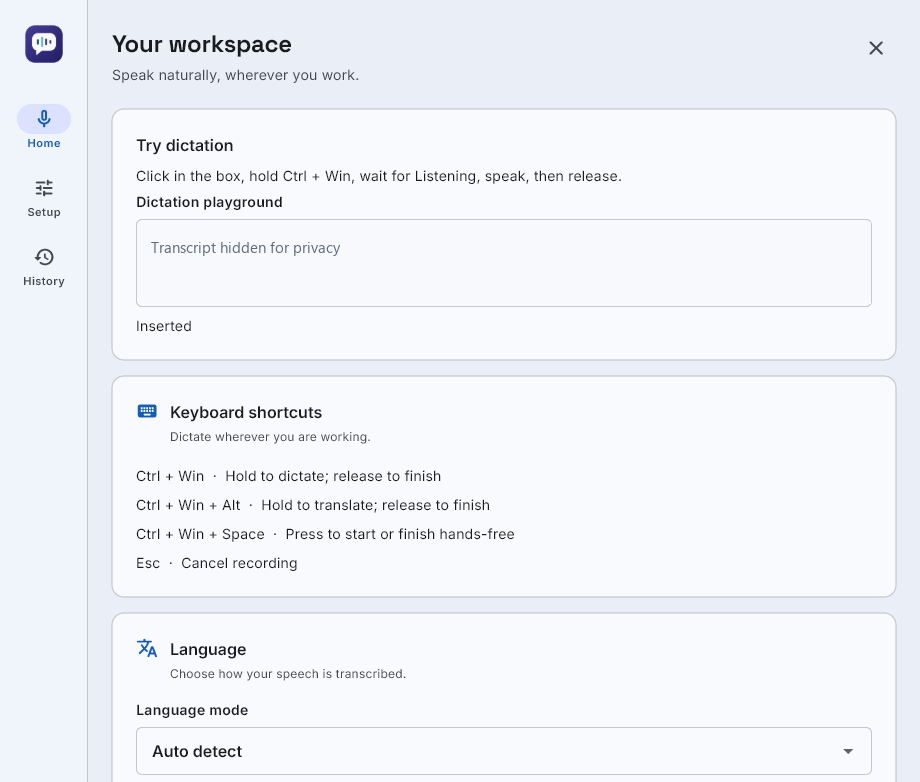 Your workspace
Speak naturally, wherever you work.
Home
Setup
History
Try dictation
Click in the box, hold Ctrl + Win, wait for Listening, speak, then release.
Dictation playground
Transcript hidden for privacy
Inserted
Keyboard shortcuts
Dictate wherever you are working.
Ctrl + Win · Hold to dictate; release to finish
Ctrl + Win + Alt · Hold to translate; release to finish
Ctrl + Win + Space · Press to start or finish hands-free
Esc · Cancel recording
Language
Choose how your speech is transcribed.
Language mode
Auto detect